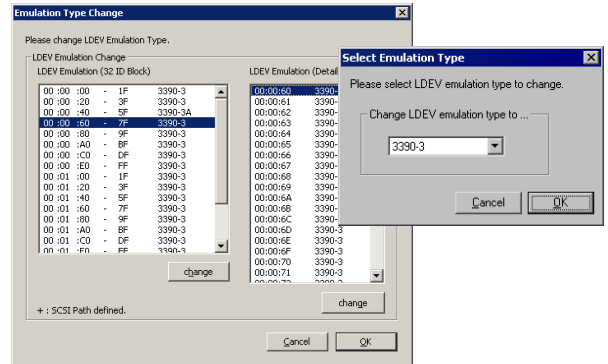 Emulation Type Change
Please change LDEV Emulation Type.
LDEV Emulation Change
LDEV Emulation (32 ID Block)
00 :00 :00 - 1F 3390-3
00 :00 :20 - 3F 3390-3
00 :00 :40 - 5F 3390-3A
00 :00 :60 - 7F 3390-3
00 :00 :80 - 9F 3390-3
00 :00 :A0 - BF 3390-3
00 :00 :C0 - DF 3390-3
00 :00 :E0 - FF 3390-3
00 :01 :00 - 1F 3390-3
00 :01 :20 - 3F 3390-3
00 :01 :40 - 5F 3390-3
00 :01 :60 - 7F 3390-3
00 :01 :80 - 9F 3390-3
00 :01 :A0 - BF 3390-3
00 :01 :C0 - DF 3390-3
00 :01 :E0 - FF 3390-3
change
LDEV Emulation (Detail
00:00:60 3390-
00:00:61 3390-
00:00:62 3390-
00:00:63 3390-
00:00:64 3390-
00:00:65 3390-
00:00:66 3390-
00:00:67 3390-
00:00:68 3390-
00:00:69 3390-
00:00:6A 3390-
00:00:6B 3390-
00:00:6C 3390-
00:00:6D 3390-3
00:00:6E 3390-3
00:00:6F 3390-3
00:00:70 3390-3
00:00:71 3390-3
00:00:72 3390-3
change
+ : SCSI Path defined.
Cancel OK
Select Emulation Type
Please select LDEV emulation type to change.
Change LDEV emulation type to ...
3390-3
Cancel OK